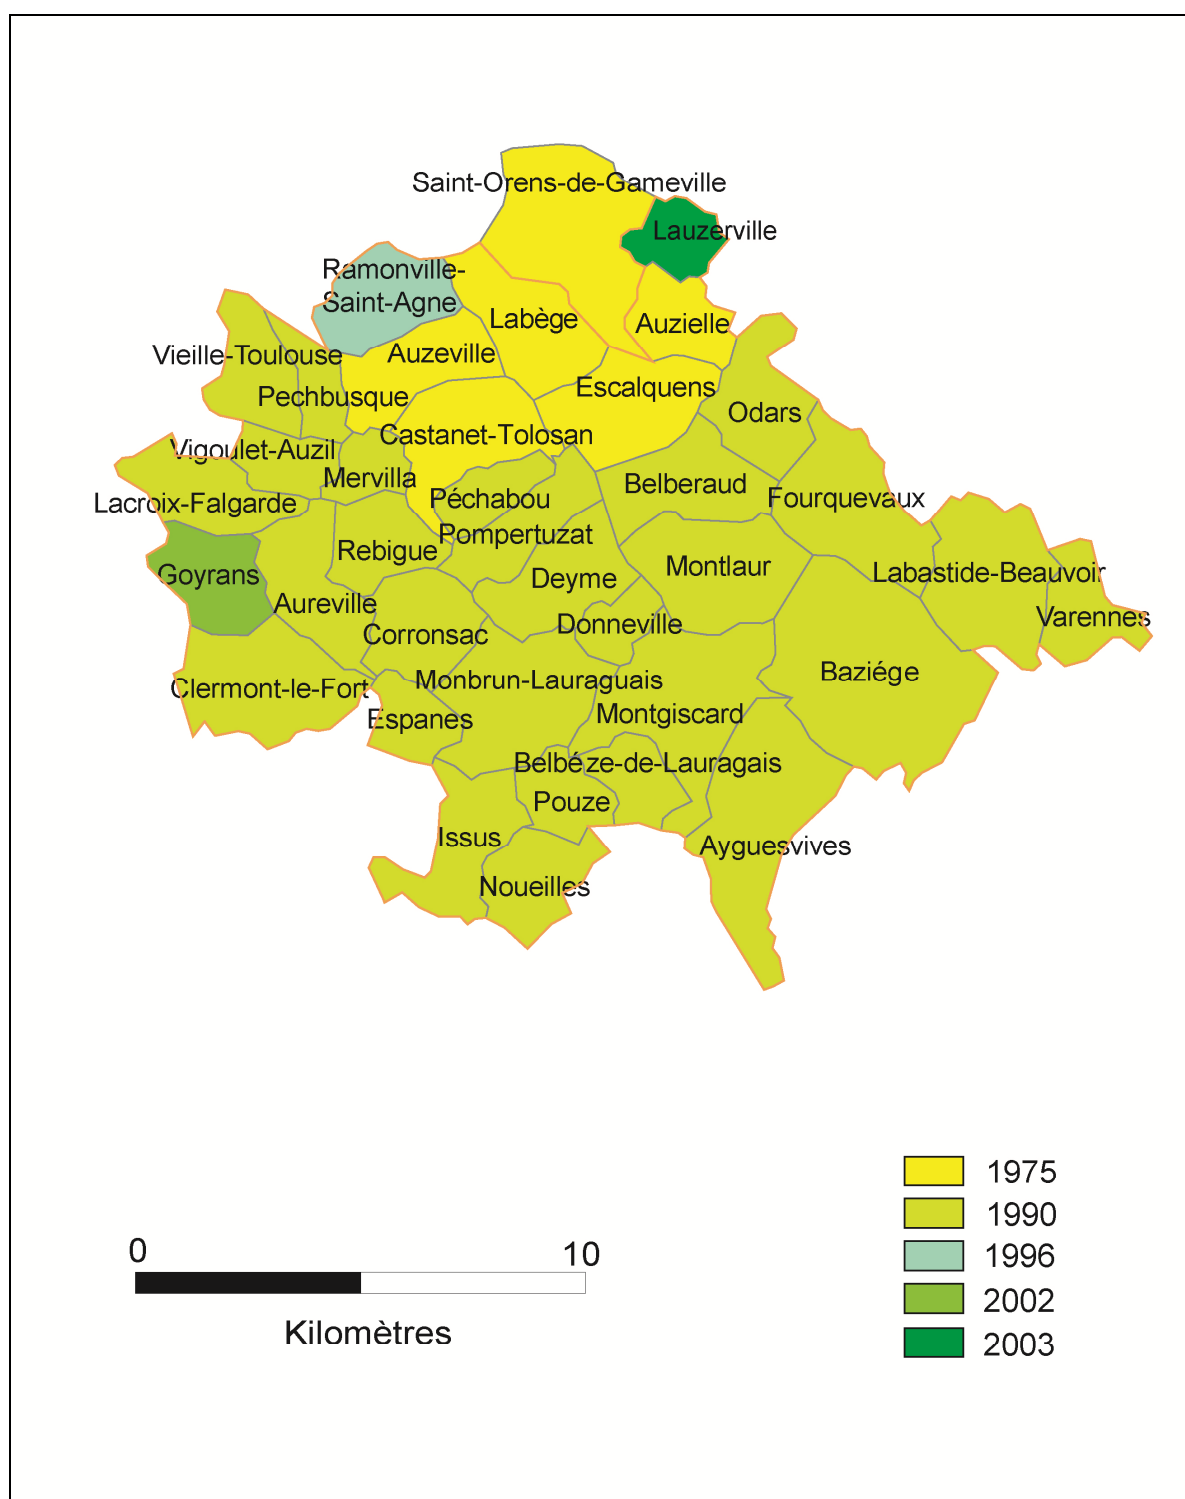 Saint-Orens-de-Gameville
Lauzerville
Ramonville-
Saint-Agne
Labège
Auzielle
Vieille-Toulouse
Auzeville
Pechbusque
Escalquens
Odars
Castanet-Tolosan
Vigoulet-Auzil
Mervilla
Belberaud
Péchabou
Fourquevaux
Lacroix-Falgarde
Pompertuzat
Rebigue
Montlaur
Goyrans
Deyme
Labastide-Beauvoir
Aureville
Varennes
Donneville
Corronsac
Baziége
Monbrun-Lauraguais
Clermont-le-Fort
Montgiscard
Espanes
Belbéze-de-Lauragais
Pouze
Issus
Ayguesvives
Noueilles
1975
1990
1996
2002
2003
0 10
Kilomètres